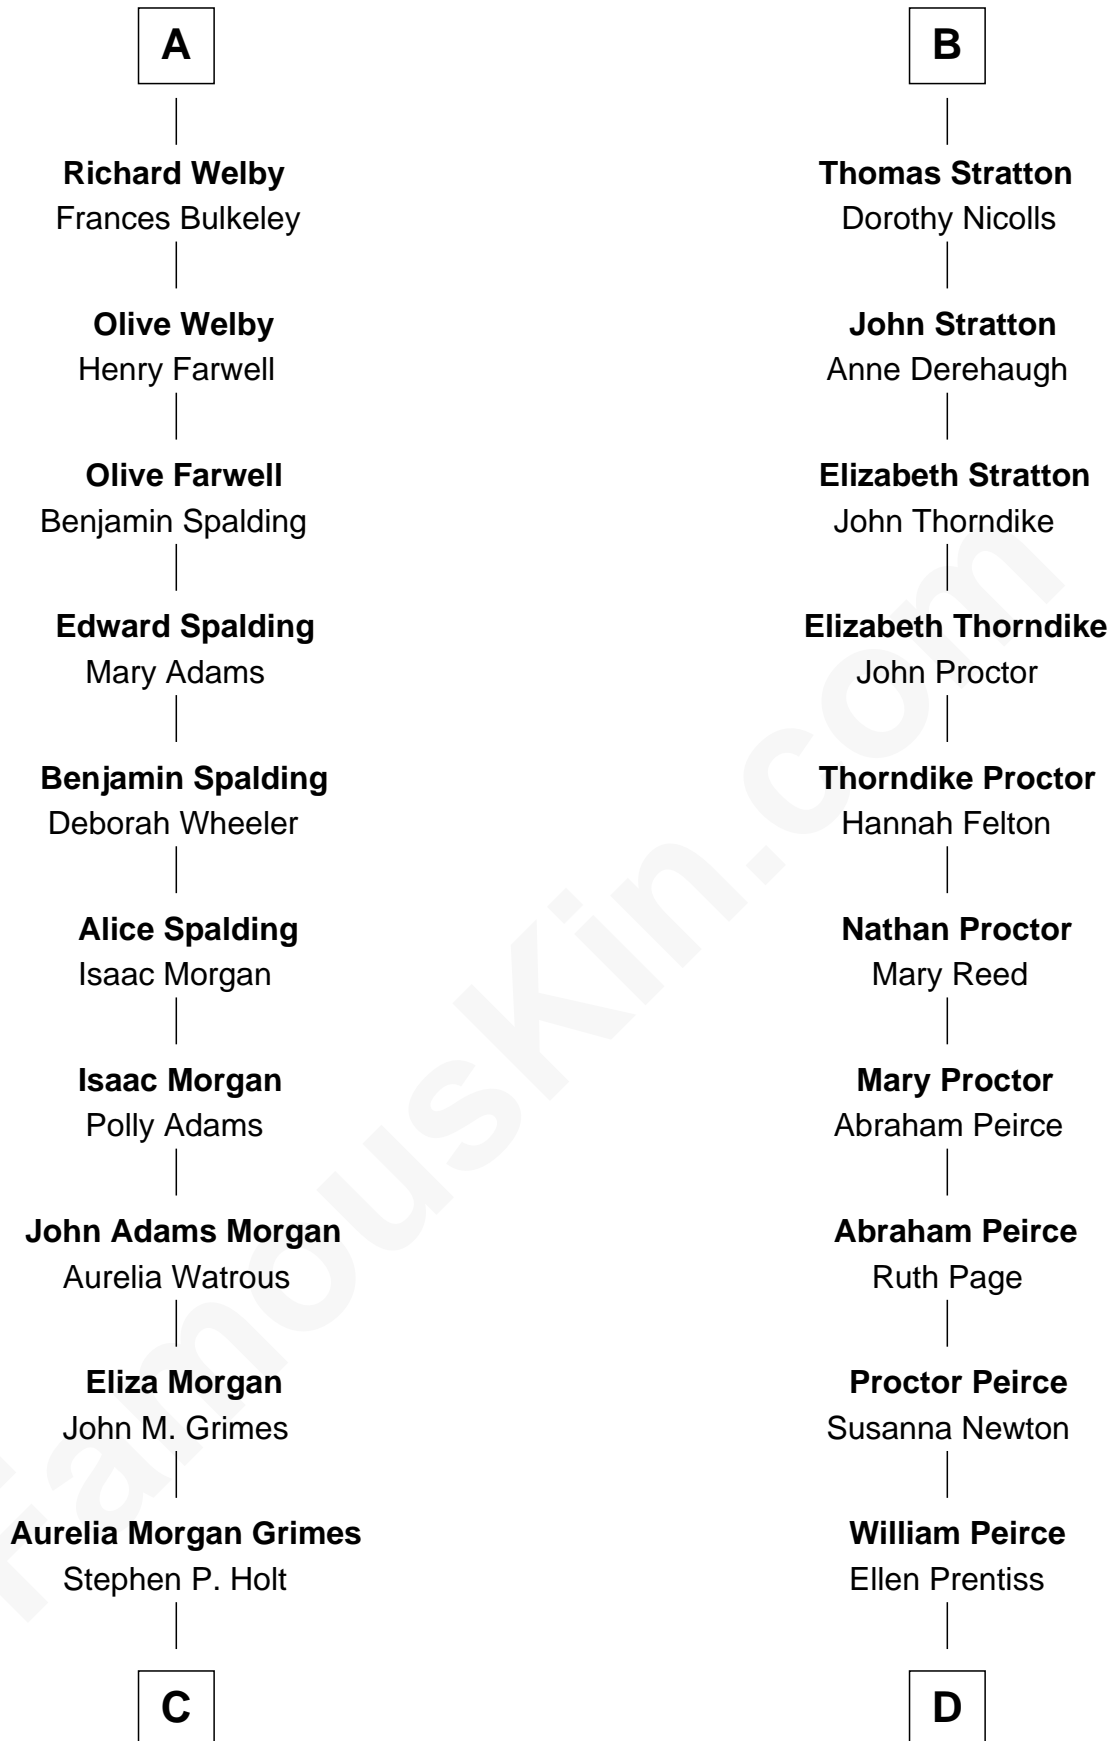 A
Richard Welby
Frances Bulkeley
Olive Welby
Henry Farwell
Olive Farwell
Benjamin Spalding
Edward Spalding
Mary Adams
Benjamin Spalding
Deborah Wheeler
Alice Spalding
Isaac Morgan
Isaac Morgan
Polly Adams
John Adams Morgan
Aurelia Watrous
Eliza Morgan
John M. Grimes
Aurelia Morgan Grimes
Stephen P. Holt
C
B
Thomas Stratton
Dorothy Nicolls
John Stratton
Anne Derehaugh
Elizabeth Stratton
John Thorndike
Elizabeth Thorndike
John Proctor
Thorndike Proctor
Hannah Felton
Nathan Proctor
Mary Reed
Mary Proctor
Abraham Peirce
Abraham Peirce
Ruth Page
Proctor Peirce
Susanna Newton
William Peirce
Ellen Prentiss
D
FamousKin.com